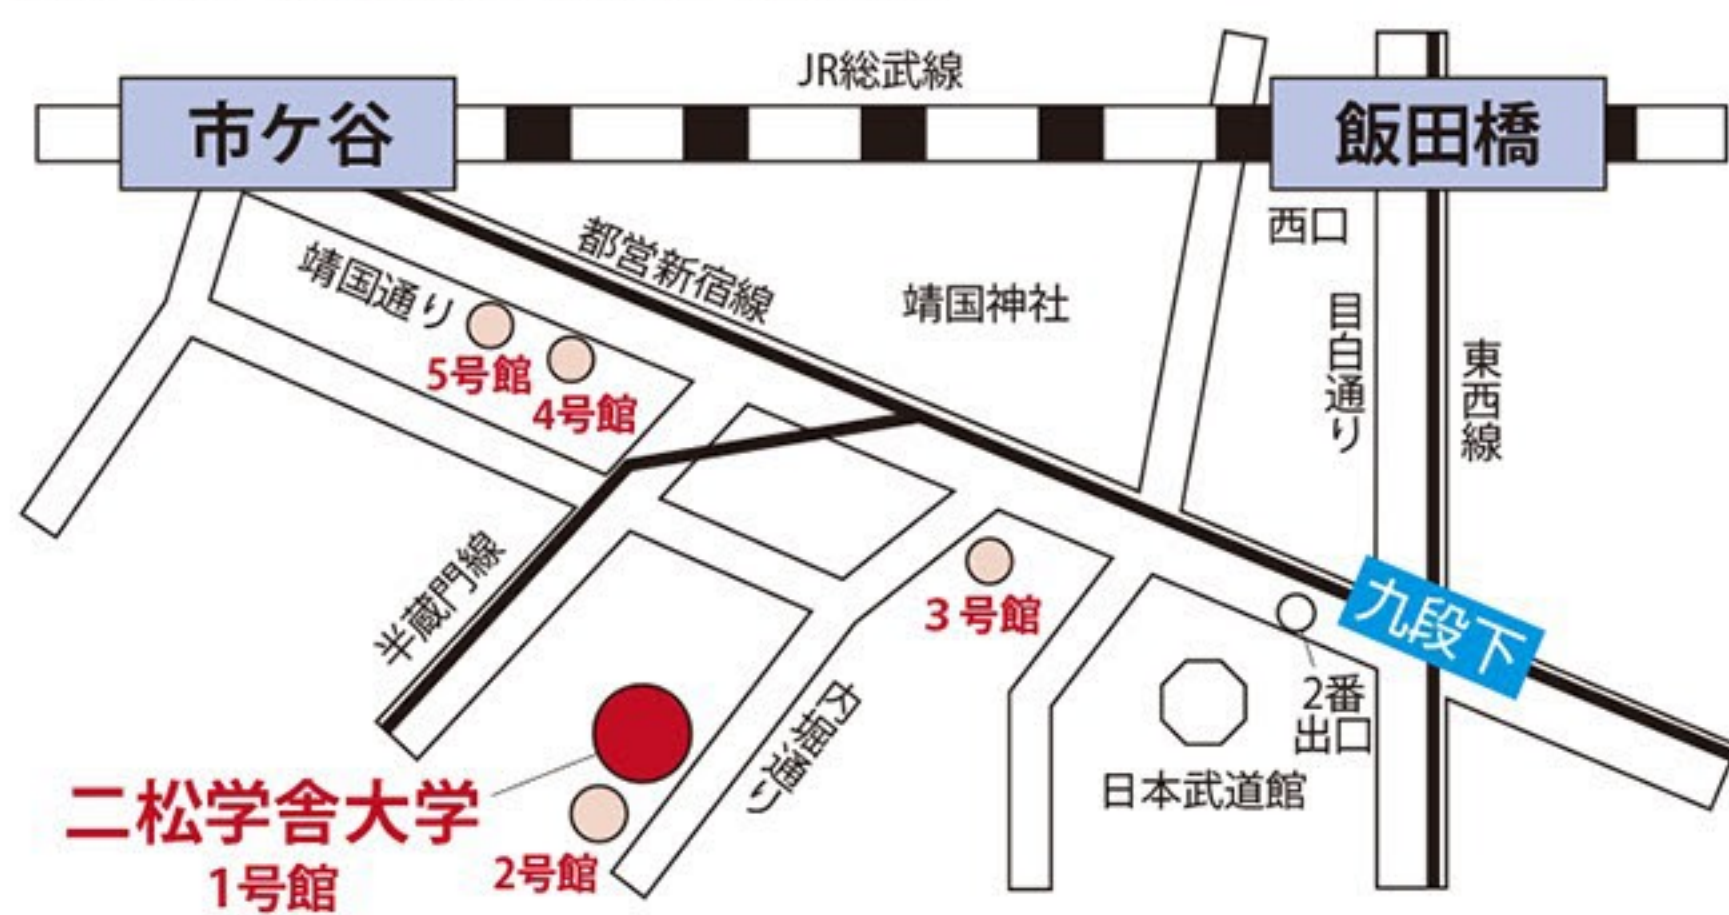 JR総武線
市ケ谷
飯田橋
西口
都営新宿線
靖国通り
靖国神社
目白通り
東西線
5号館
4号館
半蔵門線
3号館
九段下
2番
出口
内堀通り
日本武道館
二松学舎大学
1号館
2号館